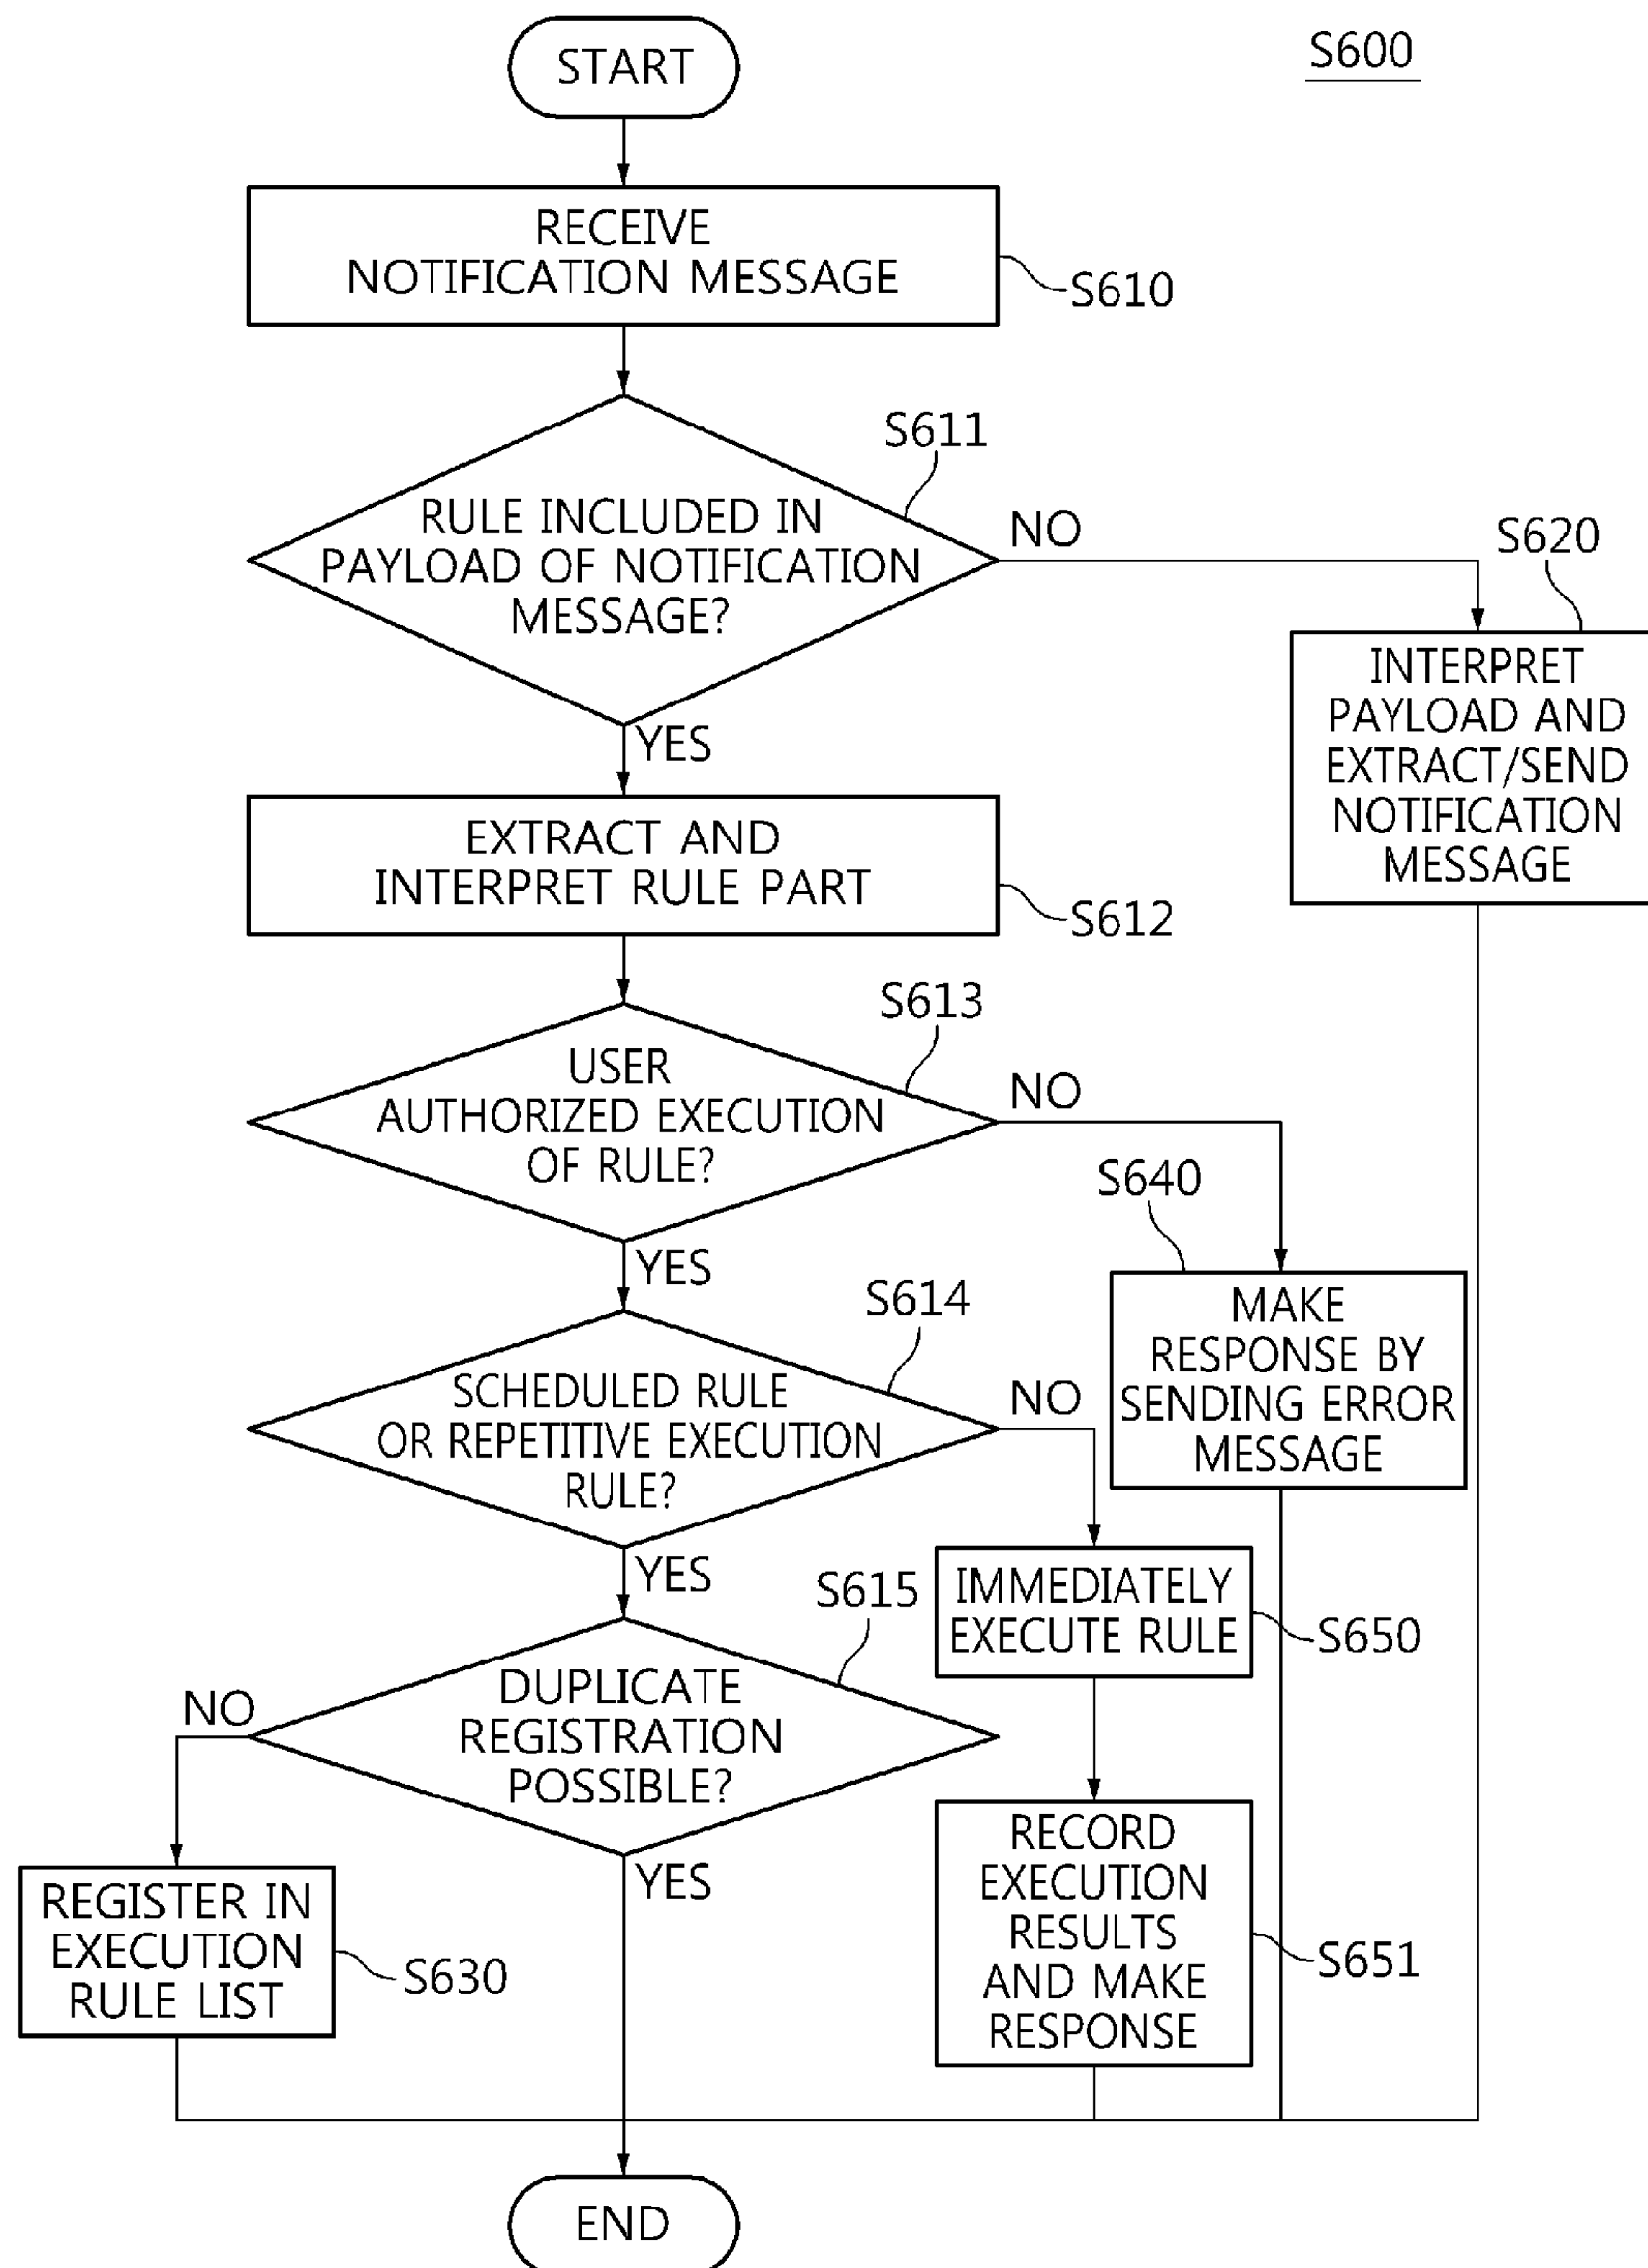 START
S600
RECEIVE
NOTIFICATION MESSAGE
S610
S611
RULE INCLUDED IN
PAYLOAD OF NOTIFICATION
MESSAGE?
NO
YES
S620
INTERPRET
PAYLOAD AND
EXTRACT/SEND
NOTIFICATION
MESSAGE
EXTRACT AND
INTERPRET RULE PART
S612
S613
USER
AUTHORIZED EXECUTION
OF RULE?
NO
YES
S640
MAKE
RESPONSE BY
SENDING ERROR
MESSAGE
S614
SCHEDULED RULE
OR REPETITIVE EXECUTION
RULE?
NO
YES
IMMEDIATELY
EXECUTE RULE
S650
S615
DUPLICATE
REGISTRATION
POSSIBLE?
NO
YES
REGISTER IN
EXECUTION
RULE LIST
S630
RECORD
EXECUTION
RESULTS
AND MAKE
RESPONSE
S651
END